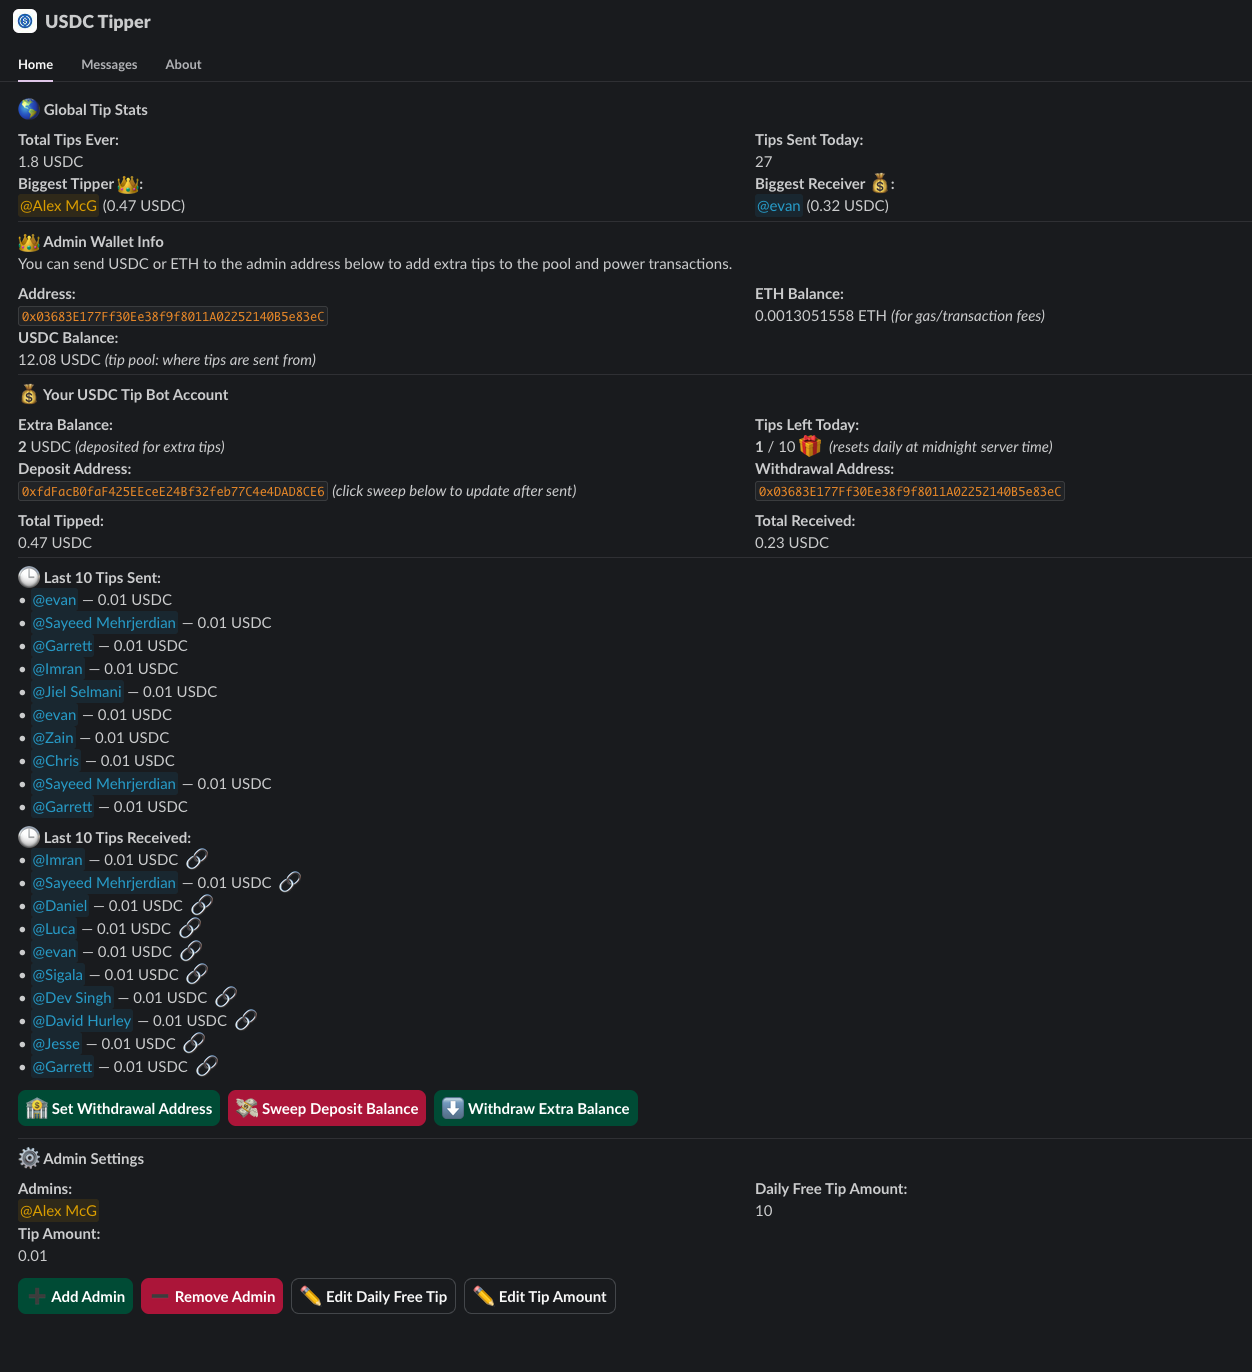 USDC Tipper
Home Messages About
Global Tip Stats
Total Tips Ever:
1.8 USDC
Tips Sent Today:
27
Biggest Tipper :
@Alex McG (0.47 USDC)
Biggest Receiver :
@evan (0.32 USDC)
Admin Wallet Info
You can send USDC or ETH to the admin address below to add extra tips to the pool and power transactions.
Address:
0x03683E177Ff30Ee38f9f8011A02252140B5e83eC
ETH Balance:
0.0013051558 ETH (for gas/transaction fees)
USDC Balance:
12.08 USDC (tip pool: where tips are sent from)
Your USDC Tip Bot Account
Extra Balance:
2 USDC (deposited for extra tips)
Tips Left Today:
1 / 10 (resets daily at midnight server time)
Deposit Address:
0xfdFacB0faF425EEceE24Bf32feb77C4e4DAD8CE6 (click sweep below to update after sent)
Withdrawal Address:
0x03683E177Ff30Ee38f9f8011A02252140B5e83eC
Total Tipped:
0.47 USDC
Total Received:
0.23 USDC
Last 10 Tips Sent:
• @evan — 0.01 USDC
• @Sayeed Mehrjerdian — 0.01 USDC
• @Garrett — 0.01 USDC
• @Imran — 0.01 USDC
• @Jiel Selmani — 0.01 USDC
• @evan — 0.01 USDC
• @Zain — 0.01 USDC
• @Chris — 0.01 USDC
• @Sayeed Mehrjerdian — 0.01 USDC
• @Garrett — 0.01 USDC
Last 10 Tips Received:
• @Imran — 0.01 USDC
• @Sayeed Mehrjerdian — 0.01 USDC
• @Daniel — 0.01 USDC
• @Luca — 0.01 USDC
• @evan — 0.01 USDC
• @Sigala — 0.01 USDC
• @Dev Singh — 0.01 USDC
• @David Hurley — 0.01 USDC
• @Jesse — 0.01 USDC
• @Garrett — 0.01 USDC
Set Withdrawal Address Sweep Deposit Balance Withdraw Extra Balance
Admin Settings
Admins:
@Alex McG
Daily Free Tip Amount:
10
Tip Amount:
0.01
Add Admin Remove Admin Edit Daily Free Tip Edit Tip Amount